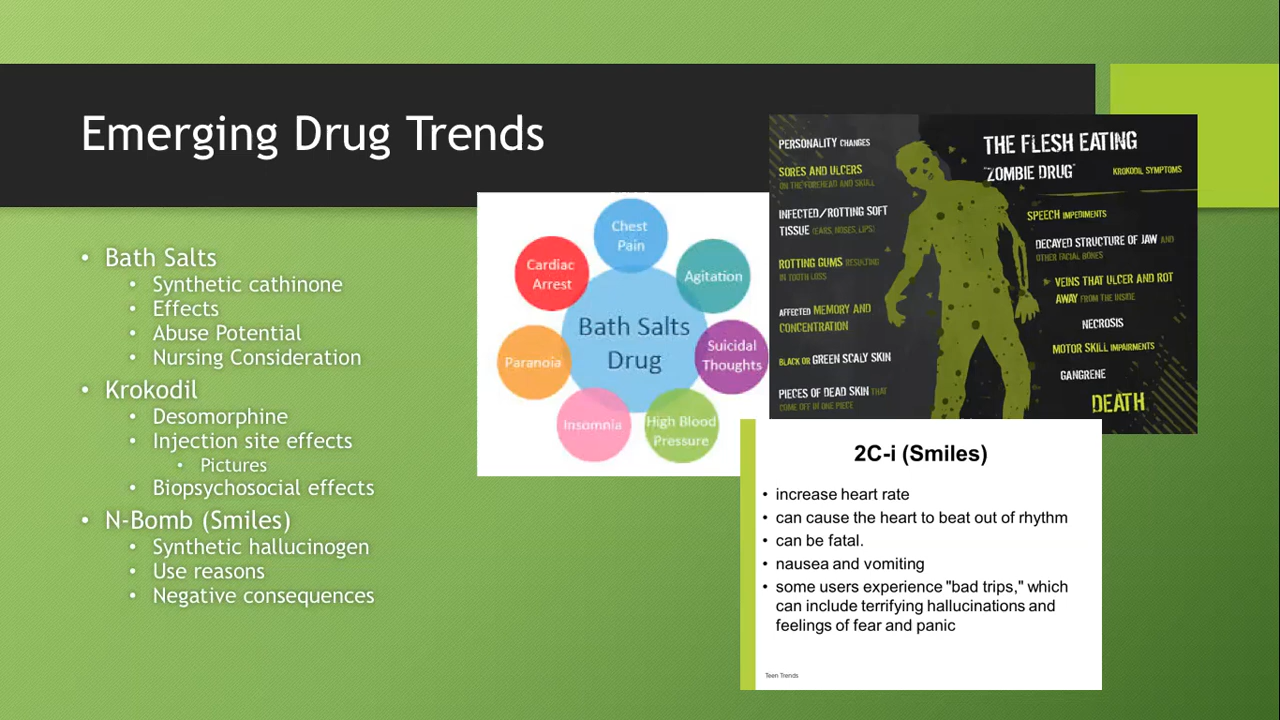 Emerging Drug Trends
• Bath Salts
• Synthetic cathinone
• Effects
• Abuse Potential
• Nursing Consideration
• Krokodil
• Desomorphine
• Injection site effects
• Pictures
• Biopsychosocial effects
• N-Bomb (Smiles)
• Synthetic hallucinogen
• Use reasons
• Negative consequences
Chest
Pain
Cardiac
Arrest
Agitation
Bath Salts
Drug
Paranoia
Suicidal
Thoughts
Insomnia
High Blood
Pressure
PERSONALITY CHANGES
SORES AND ULCERS
ON THE FOREHEAD AND SKULL
INFECTED/ROTTING SOFT
TISSUE (EARS, NOSES, LIPS)
ROTTING GUMS RESULTING
IN TOOTH LOSS
AFFECTED MEMORY AND
CONCENTRATION
BLACK OR GREEN SCALY SKIN
PIECES OF DEAD SKIN THAT
COME OFF IN ONE PIECE
THE FLESH EATING
"ZOMBIE DRUG"
KROKODIL SYMPTOMS
SPEECH IMPEDIMENTS
DECAYED STRUCTURE OF JAW AND
OTHER FACIAL BONES
VEINS THAT ULCER AND ROT
AWAY FROM THE INSIDE
NECROSIS
MOTOR SKILL IMPAIRMENTS
GANGRENE
DEATH
2C-i (Smiles)
• increase heart rate
• can cause the heart to beat out of rhythm
• can be fatal.
• nausea and vomiting
• some users experience "bad trips," which
can include terrifying hallucinations and
feelings of fear and panic
Teen Trends